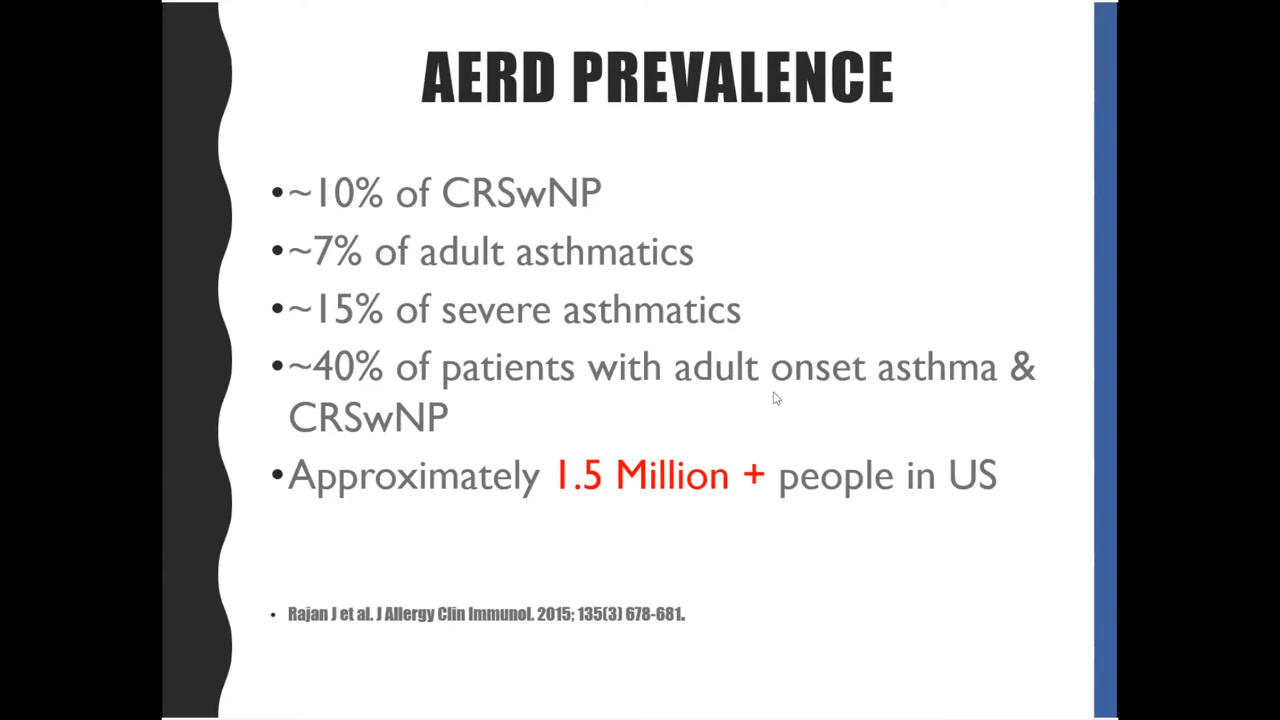 AERD PREVALENCE
•~10% of CRSwNP
•~7% of adult asthmatics
•~15% of severe asthmatics
•~40% of patients with adult onset asthma &
CRSwNP
•Approximately 1.5 Million + people in US
• Rajan J et al. J Allergy Clin Immunol. 2015; 135(3) 678-681.